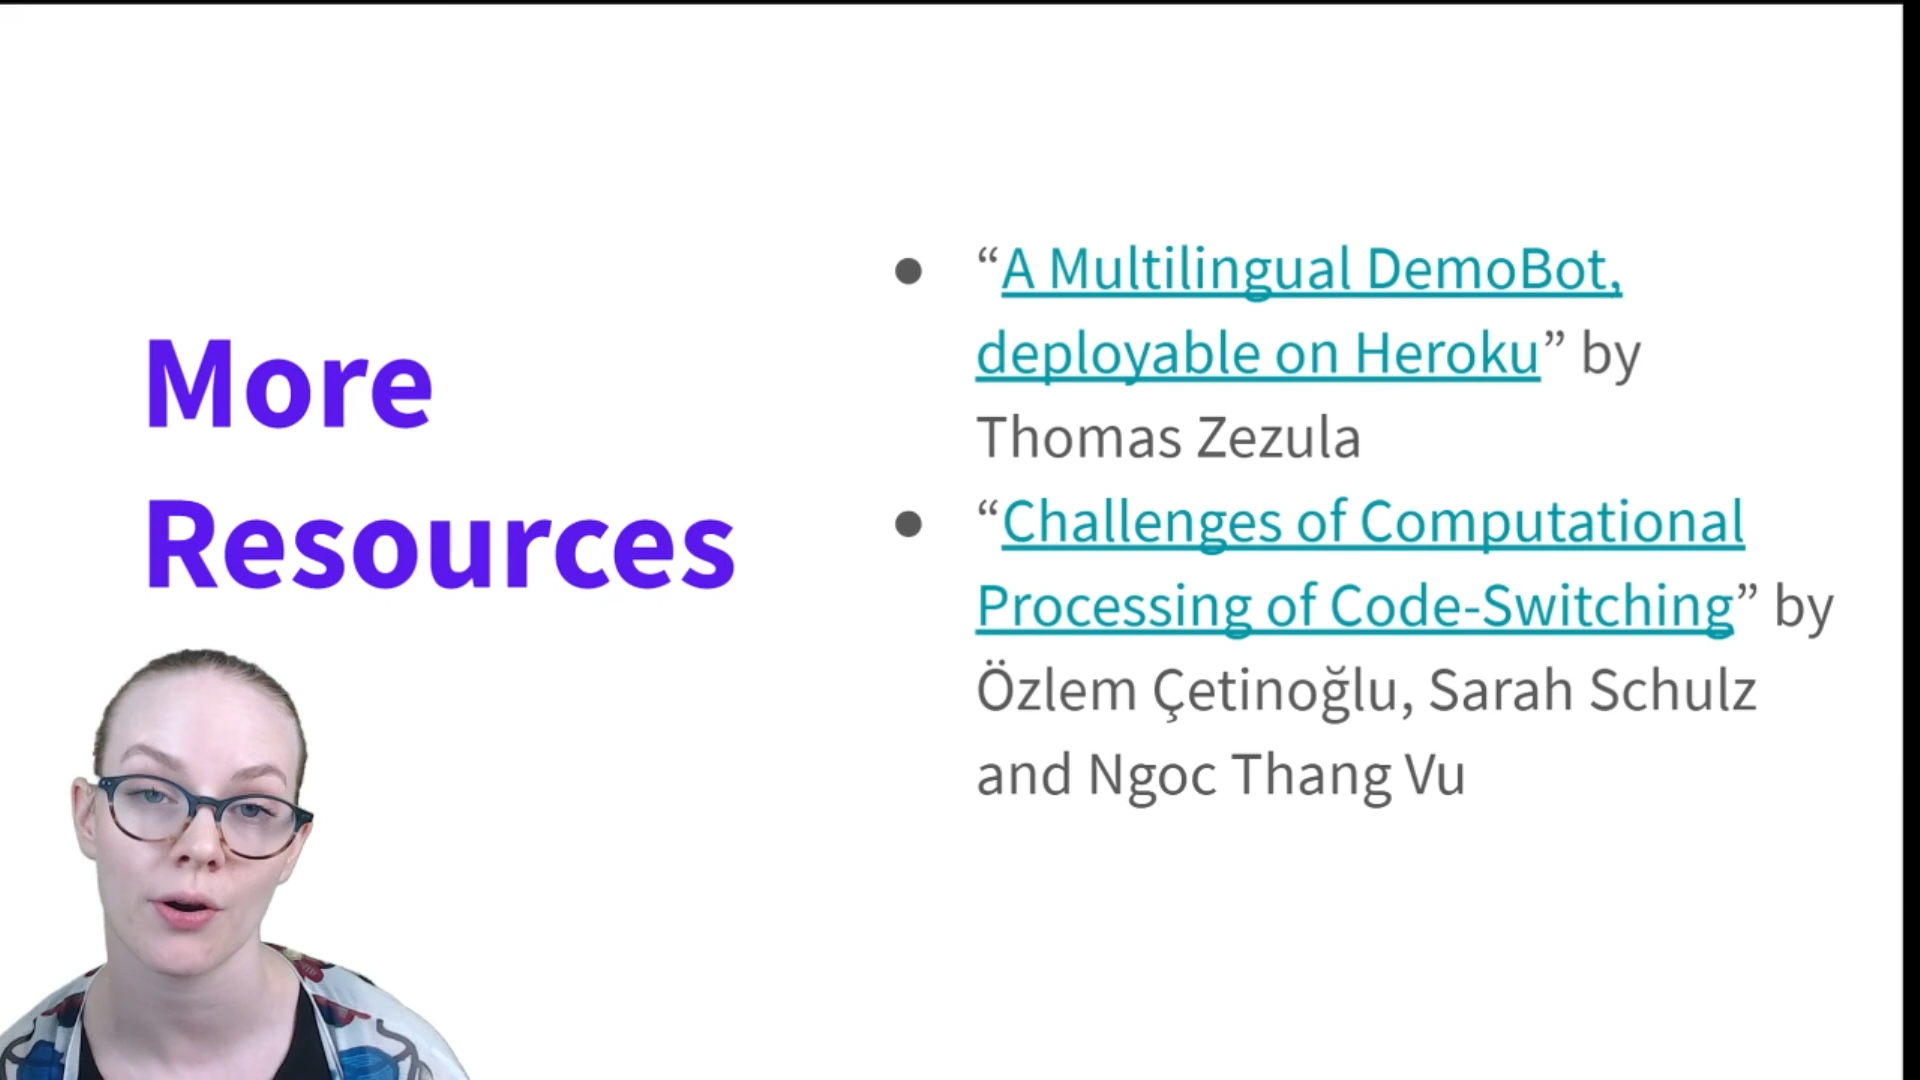 More
Resources
● “A Multilingual DemoBot,
deployable on Heroku” by
Thomas Zezula
● “Challenges of Computational
Processing of Code-Switching” by
Özlem Çetinoğlu, Sarah Schulz
and Ngoc Thang Vu